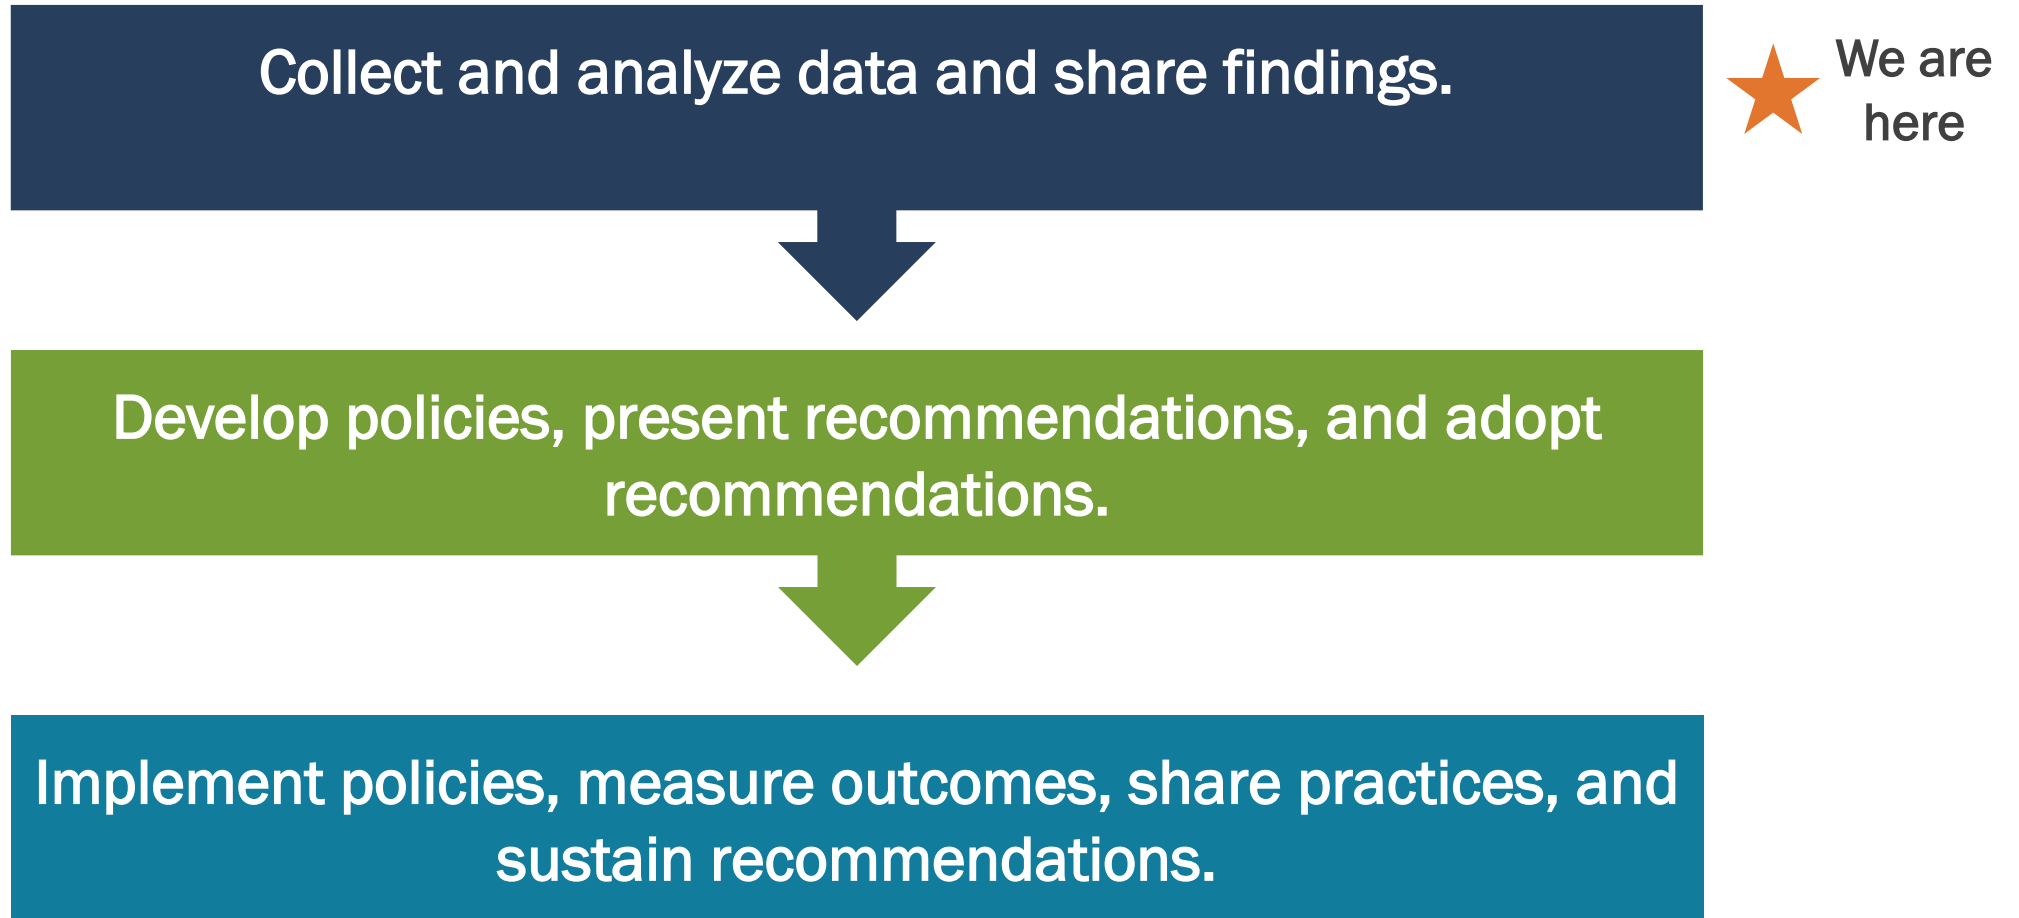 Collect and analyze data and share findings.
We are
here
Develop policies, present recommendations, and adopt
recommendations.
Implement policies, measure outcomes, share practices, and
sustain recommendations.